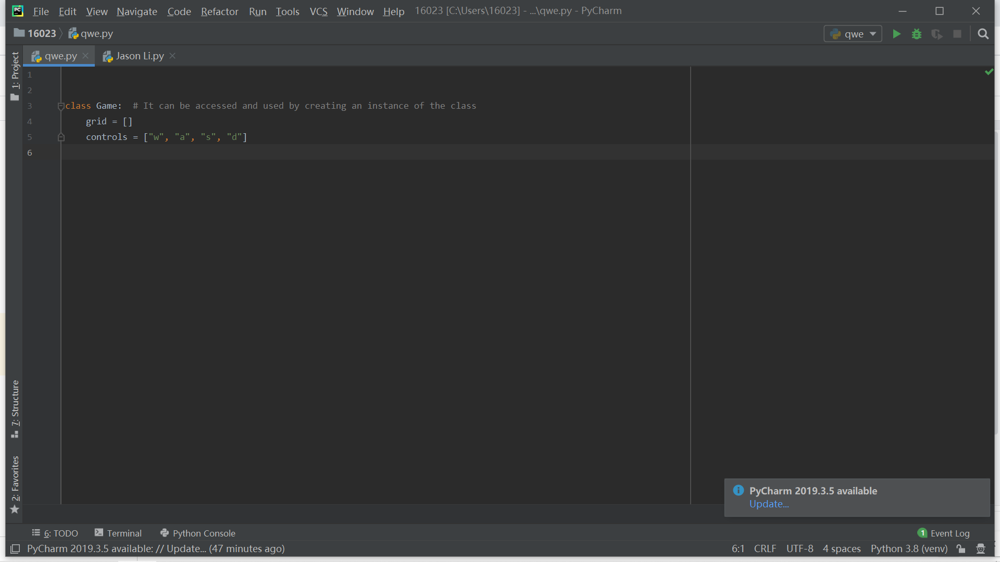 File Edit View Navigate Code Refactor Run Tools VCS Window Help 16023 [C:\Users\16023] - ...\qwe.py - PyCharm
16023 qwe.py qwe
qwe.py Jason Li.py
1: Project
1
2
3 class Game:  # It can be accessed and used by creating an instance of the class
4     grid = []
5     controls = ["w", "a", "s", "d"]
6
7: Structure
2: Favorites
PyCharm 2019.3.5 available
Update...
6: TODO Terminal Python Console 1 Event Log
PyCharm 2019.3.5 available: // Update... (47 minutes ago) 6:1 CRLF UTF-8 4 spaces Python 3.8 (venv)